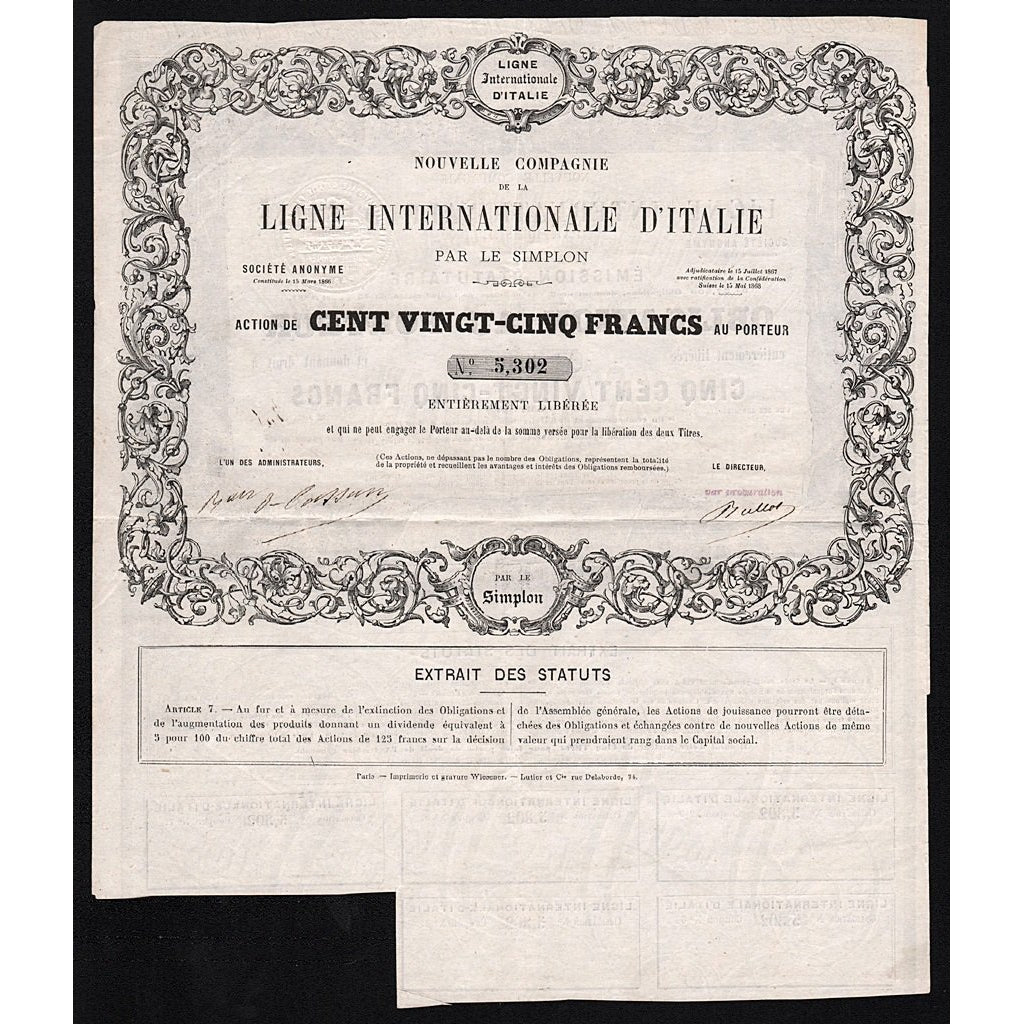 LIGNE
Internationale
D'ITALIE
NOUVELLE COMPAGNIE
DE LA
LIGNE INTERNATIONALE D'ITALIE
PAR LE SIMPLON
SOCIÉTÉ ANONYME
Constituée le 15 Mars 1866
Adjudicataire le 15 Juillet 1867
avec ratification de la Confédération
Suisse le 15 Mai 1868
ACTION DE CENT VINGT-CINQ FRANCS AU PORTEUR
No. 5,302
ENTIÈREMENT LIBÉRÉE
et qui ne peut engager le Porteur au-delà de la somme versée pour la libération des deux Titres.
(Ces Actions, ne dépassant pas le nombre des Obligations, représentent la totalité
de la propriété et recueillent les avantages et intérêts des Obligations remboursées.)
L'UN DES ADMINISTRATEURS,
LE DIRECTEUR,
par procuration
PAR LE
Simplon
EXTRAIT DES STATUTS
ARTICLE 7. — Au fur et à mesure de l'extinction des Obligations et
de l'augmentation des produits donnant un dividende équivalent à
5 pour 100 du chiffre total des Actions de 125 francs sur la décision
de l'Assemblée générale, les Actions de jouissance pourront être déta-
chées des Obligations et échangées contre de nouvelles Actions de même
valeur qui prendraient rang dans le Capital social.
Paris — Imprimerie et gravure Wiesener. — Lutier et Cie rue Delaborde,